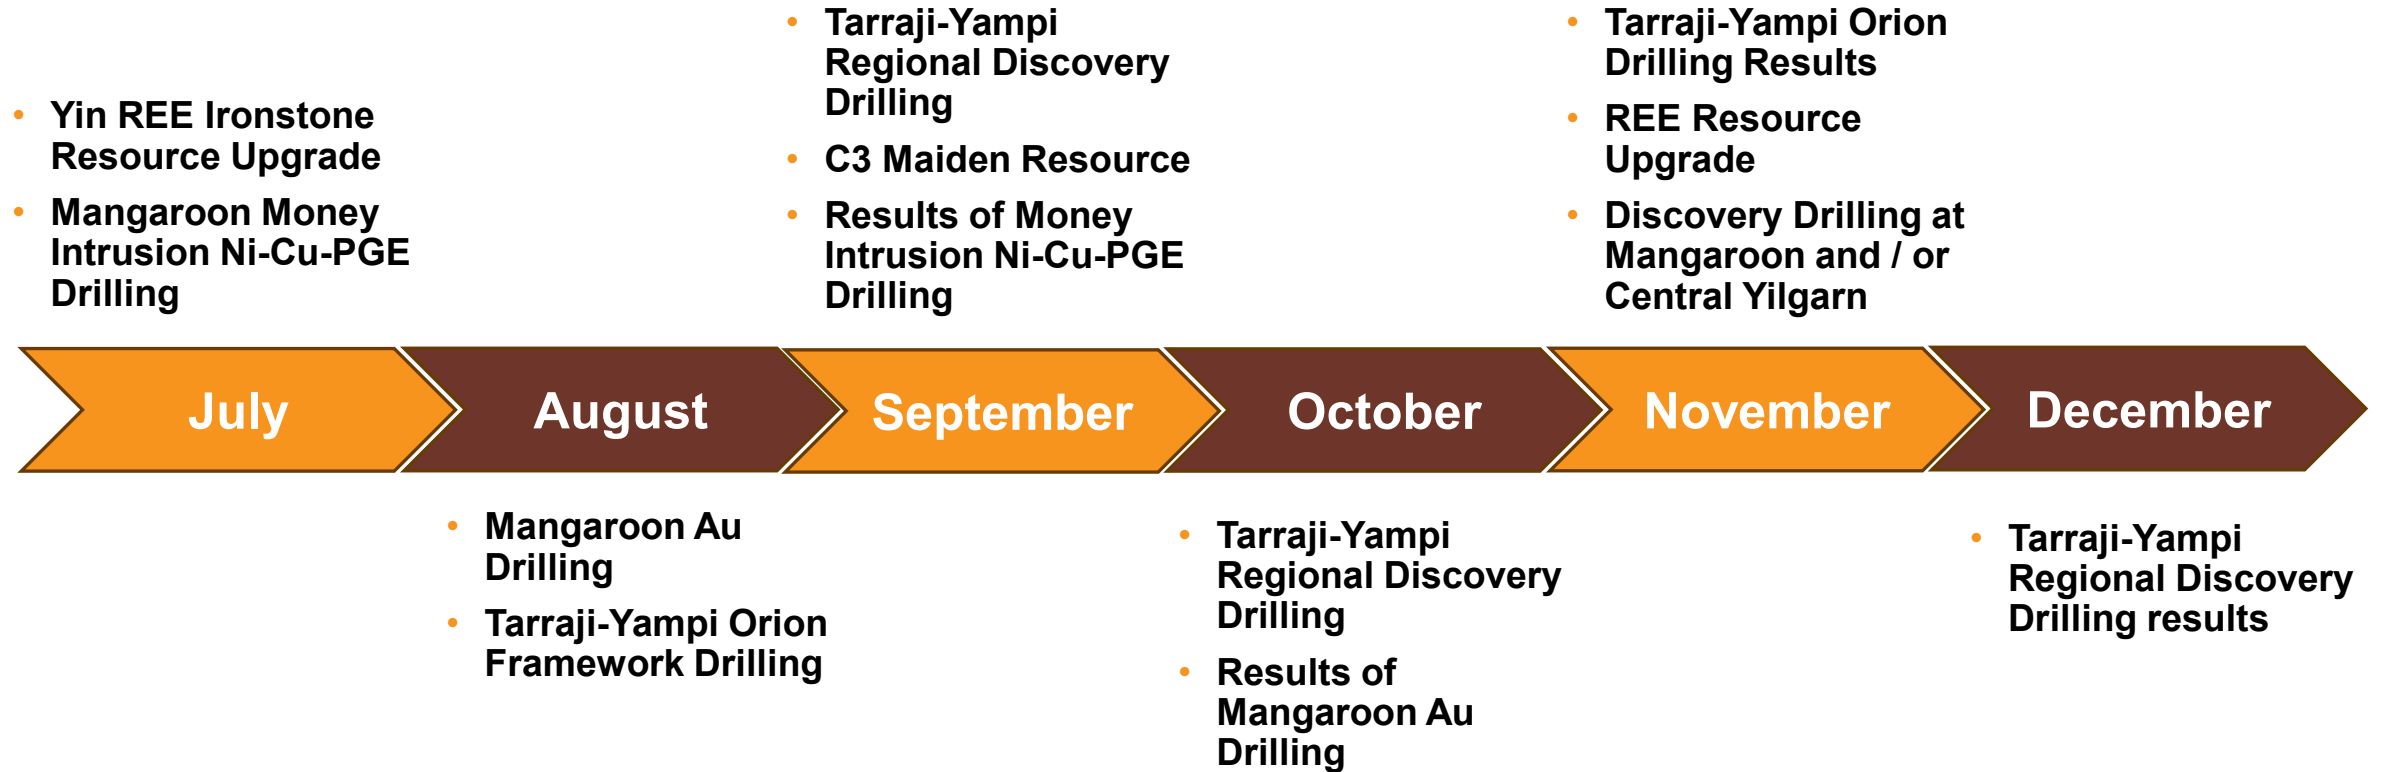 • Yin REE Ironstone
Resource Upgrade
• Mangaroon Money
Intrusion Ni-Cu-PGE
Drilling
• Tarraji-Yampi
Regional Discovery
Drilling
• C3 Maiden Resource
• Results of Money
Intrusion Ni-Cu-PGE
Drilling
• Tarraji-Yampi Orion
Drilling Results
• REE Resource
Upgrade
• Discovery Drilling at
Mangaroon and / or
Central Yilgarn
July
August
September
October
November
December
• Mangaroon Au
Drilling
• Tarraji-Yampi Orion
Framework Drilling
• Tarraji-Yampi
Regional Discovery
Drilling
• Results of
Mangaroon Au
Drilling
• Tarraji-Yampi
Regional Discovery
Drilling results